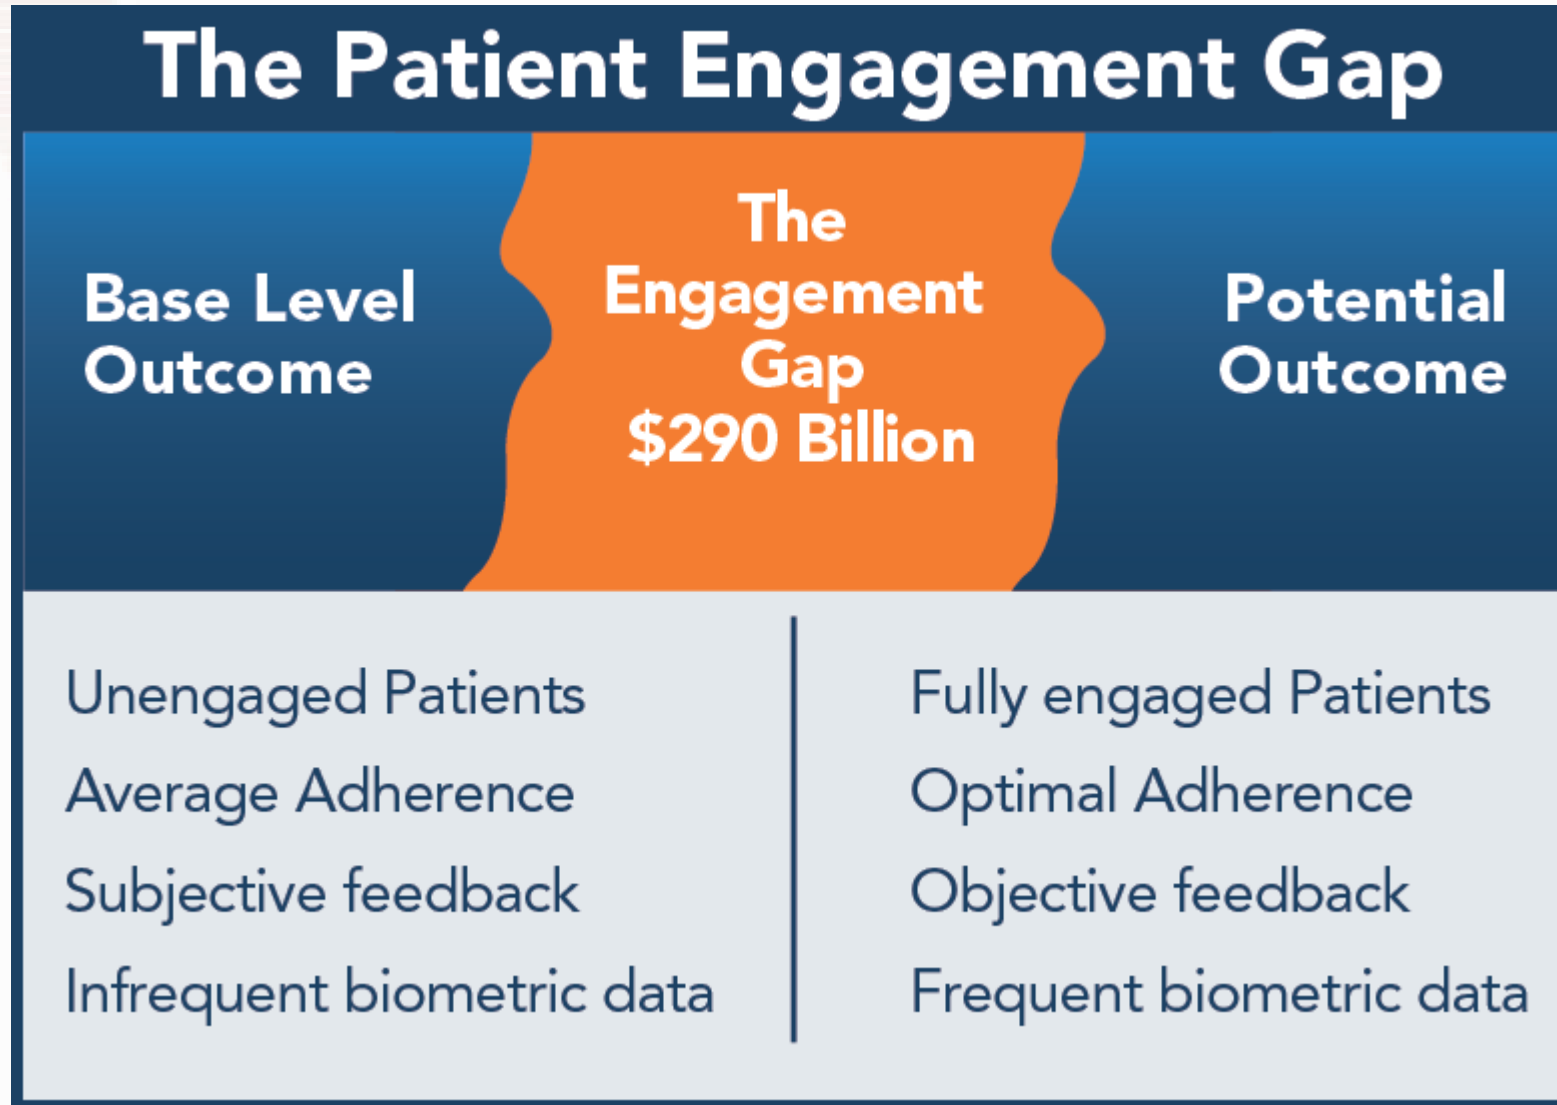 The Patient Engagement Gap
Base Level
Outcome
The
Engagement
Gap
$290 Billion
Potential
Outcome
Unengaged Patients
Average Adherence
Subjective feedback
Infrequent biometric data
Fully engaged Patients
Optimal Adherence
Objective feedback
Frequent biometric data